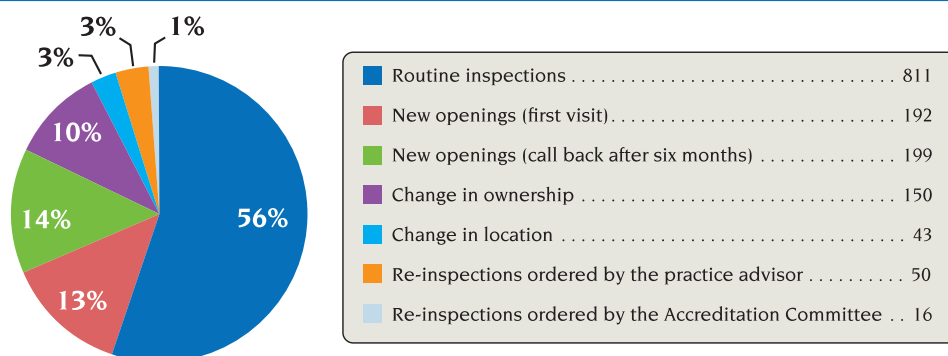 3%
1%
3%
10%
14%
56%
13%
Routine inspections . . . . . . . . . . . . . . . . . . . . . . . . . . . . . . . . . 811
New openings (first visit). . . . . . . . . . . . . . . . . . . . . . . . . . . . . 192
New openings (call back after six months) . . . . . . . . . . . . . . 199
Change in ownership . . . . . . . . . . . . . . . . . . . . . . . . . . . . . . . . 150
Change in location . . . . . . . . . . . . . . . . . . . . . . . . . . . . . . . . . . . 43
Re-inspections ordered by the practice advisor . . . . . . . . . . 50
Re-inspections ordered by the Accreditation Committee . . 16